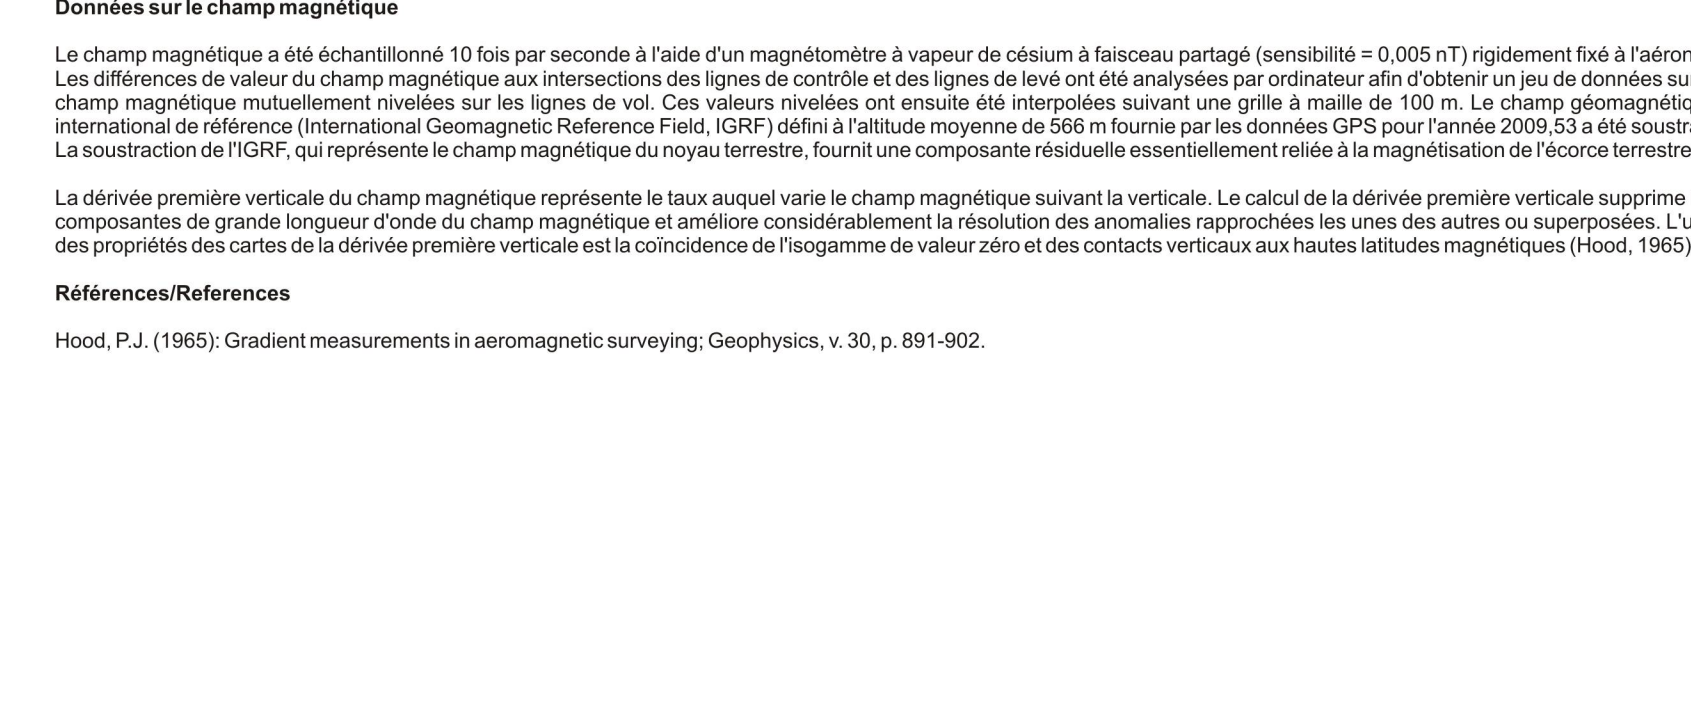 Données sur le champ magnétique
Le champ magnétique a été échantillonné 10 fois par seconde à l'aide d'un magnétomètre à vapeur de césium à faisceau partagé (sensibilité = 0,005 nT) rigidement fixé à
Les différences de valeur du champ magnétique aux intersections des lignes de contrôle et des lignes de levé ont été analysées par ordinateur afin d'obtenir un jeu de données
champ magnétique mutuellement nivelées sur les lignes de vol. Ces valeurs nivelées ont ensuite été interpolées suivant une grille à maille de 100 m. Le champ
international de référence (International Geomagnetic Reference Field, IGRF) défini à l'altitude moyenne de 566 m fournie par les données GPS pour l'année 2009,53 a été
La soustraction de l'IGRF, qui représente le champ magnétique du noyau terrestre, fournit une composante résiduelle essentiellement reliée à la magnétisation de l'écorce terrestre
La dérivée première verticale du champ magnétique représente le taux auquel varie le champ magnétique suivant la verticale. Le calcul de la dérivée première verticale supprime
composantes de grande longueur d'onde du champ magnétique et améliore considérablement la résolution des anomalies rapprochées les unes des autres ou superposées.
des propriétés des cartes de la dérivée première verticale est la coïncidence de l'isogamme de valeur zéro et des contacts verticaux aux hautes latitudes magnétiques (Hood, 1965)
Références/References
Hood, P.J. (1965): Gradient measurements in aeromagnetic surveying; Geophysics, v. 30, p. 891-902.